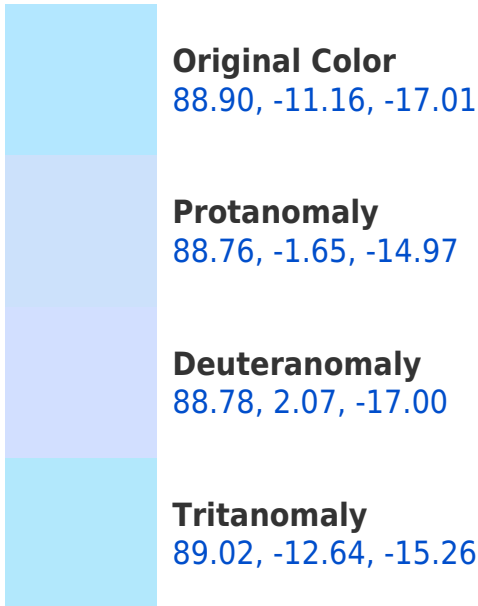 Original Color
88.90, -11.16, -17.01
Protanomaly
88.76, -1.65, -14.97
Deuteranomaly
88.78, 2.07, -17.00
Tritanomaly
89.02, -12.64, -15.26